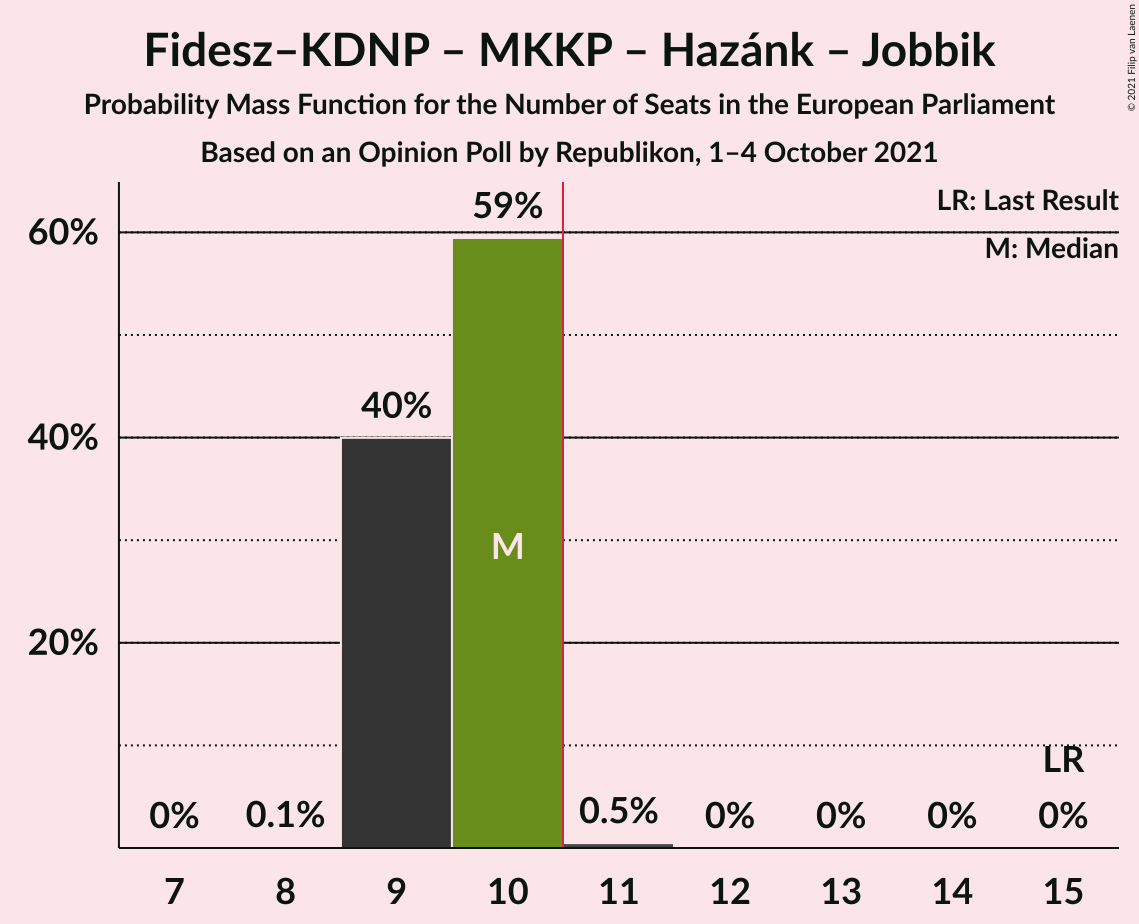 Fidesz–KDNP – MKKP – Hazánk – Jobbik
Probability Mass Function for the Number of Seats in the European Parliament
Based on an Opinion Poll by Republikon, 1–4 October 2021
© 2021 Filip van Laenen
LR: Last Result
M: Median
59%
60%
40%
40%
M
20%
LR
0% 0.1% 0.5% 0% 0% 0% 0%
7 8 9 10 11 12 13 14 15